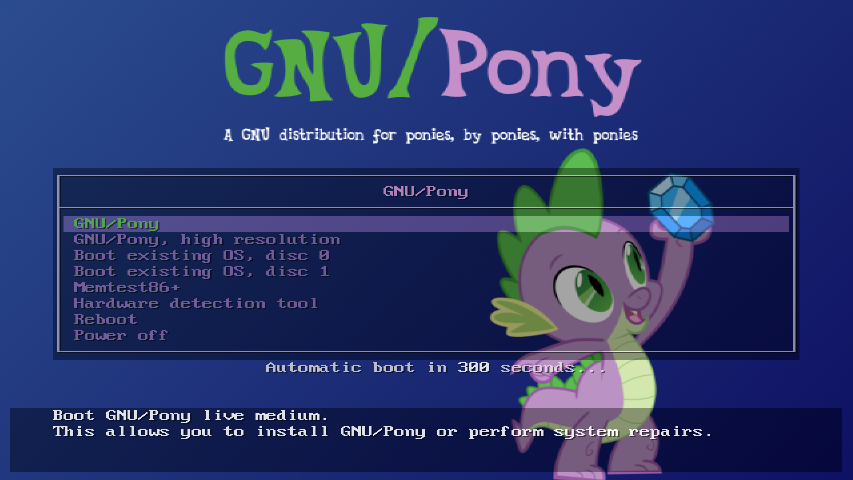 GNU/Pony
A GNU distribution for ponies, by ponies, with ponies
GNU/Pony
GNU/Pony
GNU/Pony, high resolution
Boot existing OS, disc 0
Boot existing OS, disc 1
Memtest86+
Hardware detection tool
Reboot
Power off
Automatic boot in 300 seconds...
Boot GNU/Pony live medium.
This allows you to install GNU/Pony or perform system repairs.